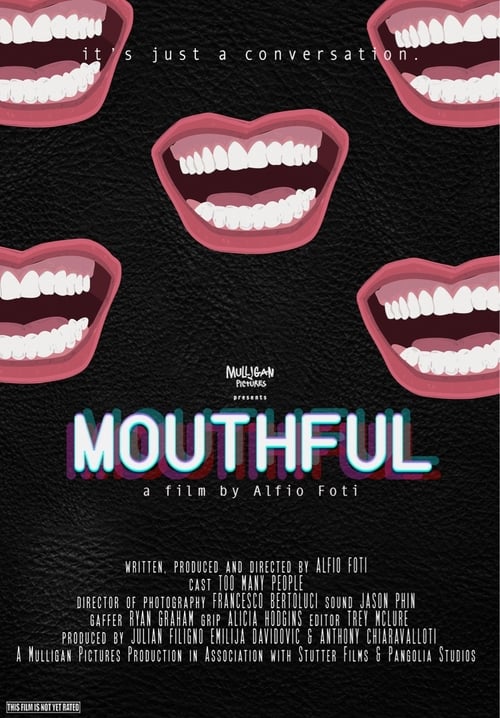 it's just a conversation.
MULLIGAN
PICTURES
presents
MOUTHFUL
a film by Alfio Foti
WRITTEN, PRODUCED AND DIRECTED BY ALFIO FOTI
CAST TOO MANY PEOPLE
DIRECTOR OF PHOTOGRAPHY FRANCESCO BERTOLUCI SOUND JASON PHIN
GAFFER RYAN GRAHAM GRIP ALICIA HODGINS EDITOR TREY MCLURE
PRODUCED BY JULIAN FILIGNO EMILIJA DAVIDOVIC & ANTHONY CHIARAVALLOTI
A MULLIGAN PICTURES PRODUCTION IN ASSOCIATION WITH STUTTER FILMS & PANGOLIA STUDIOS
THIS FILM IS NOT YET RATED